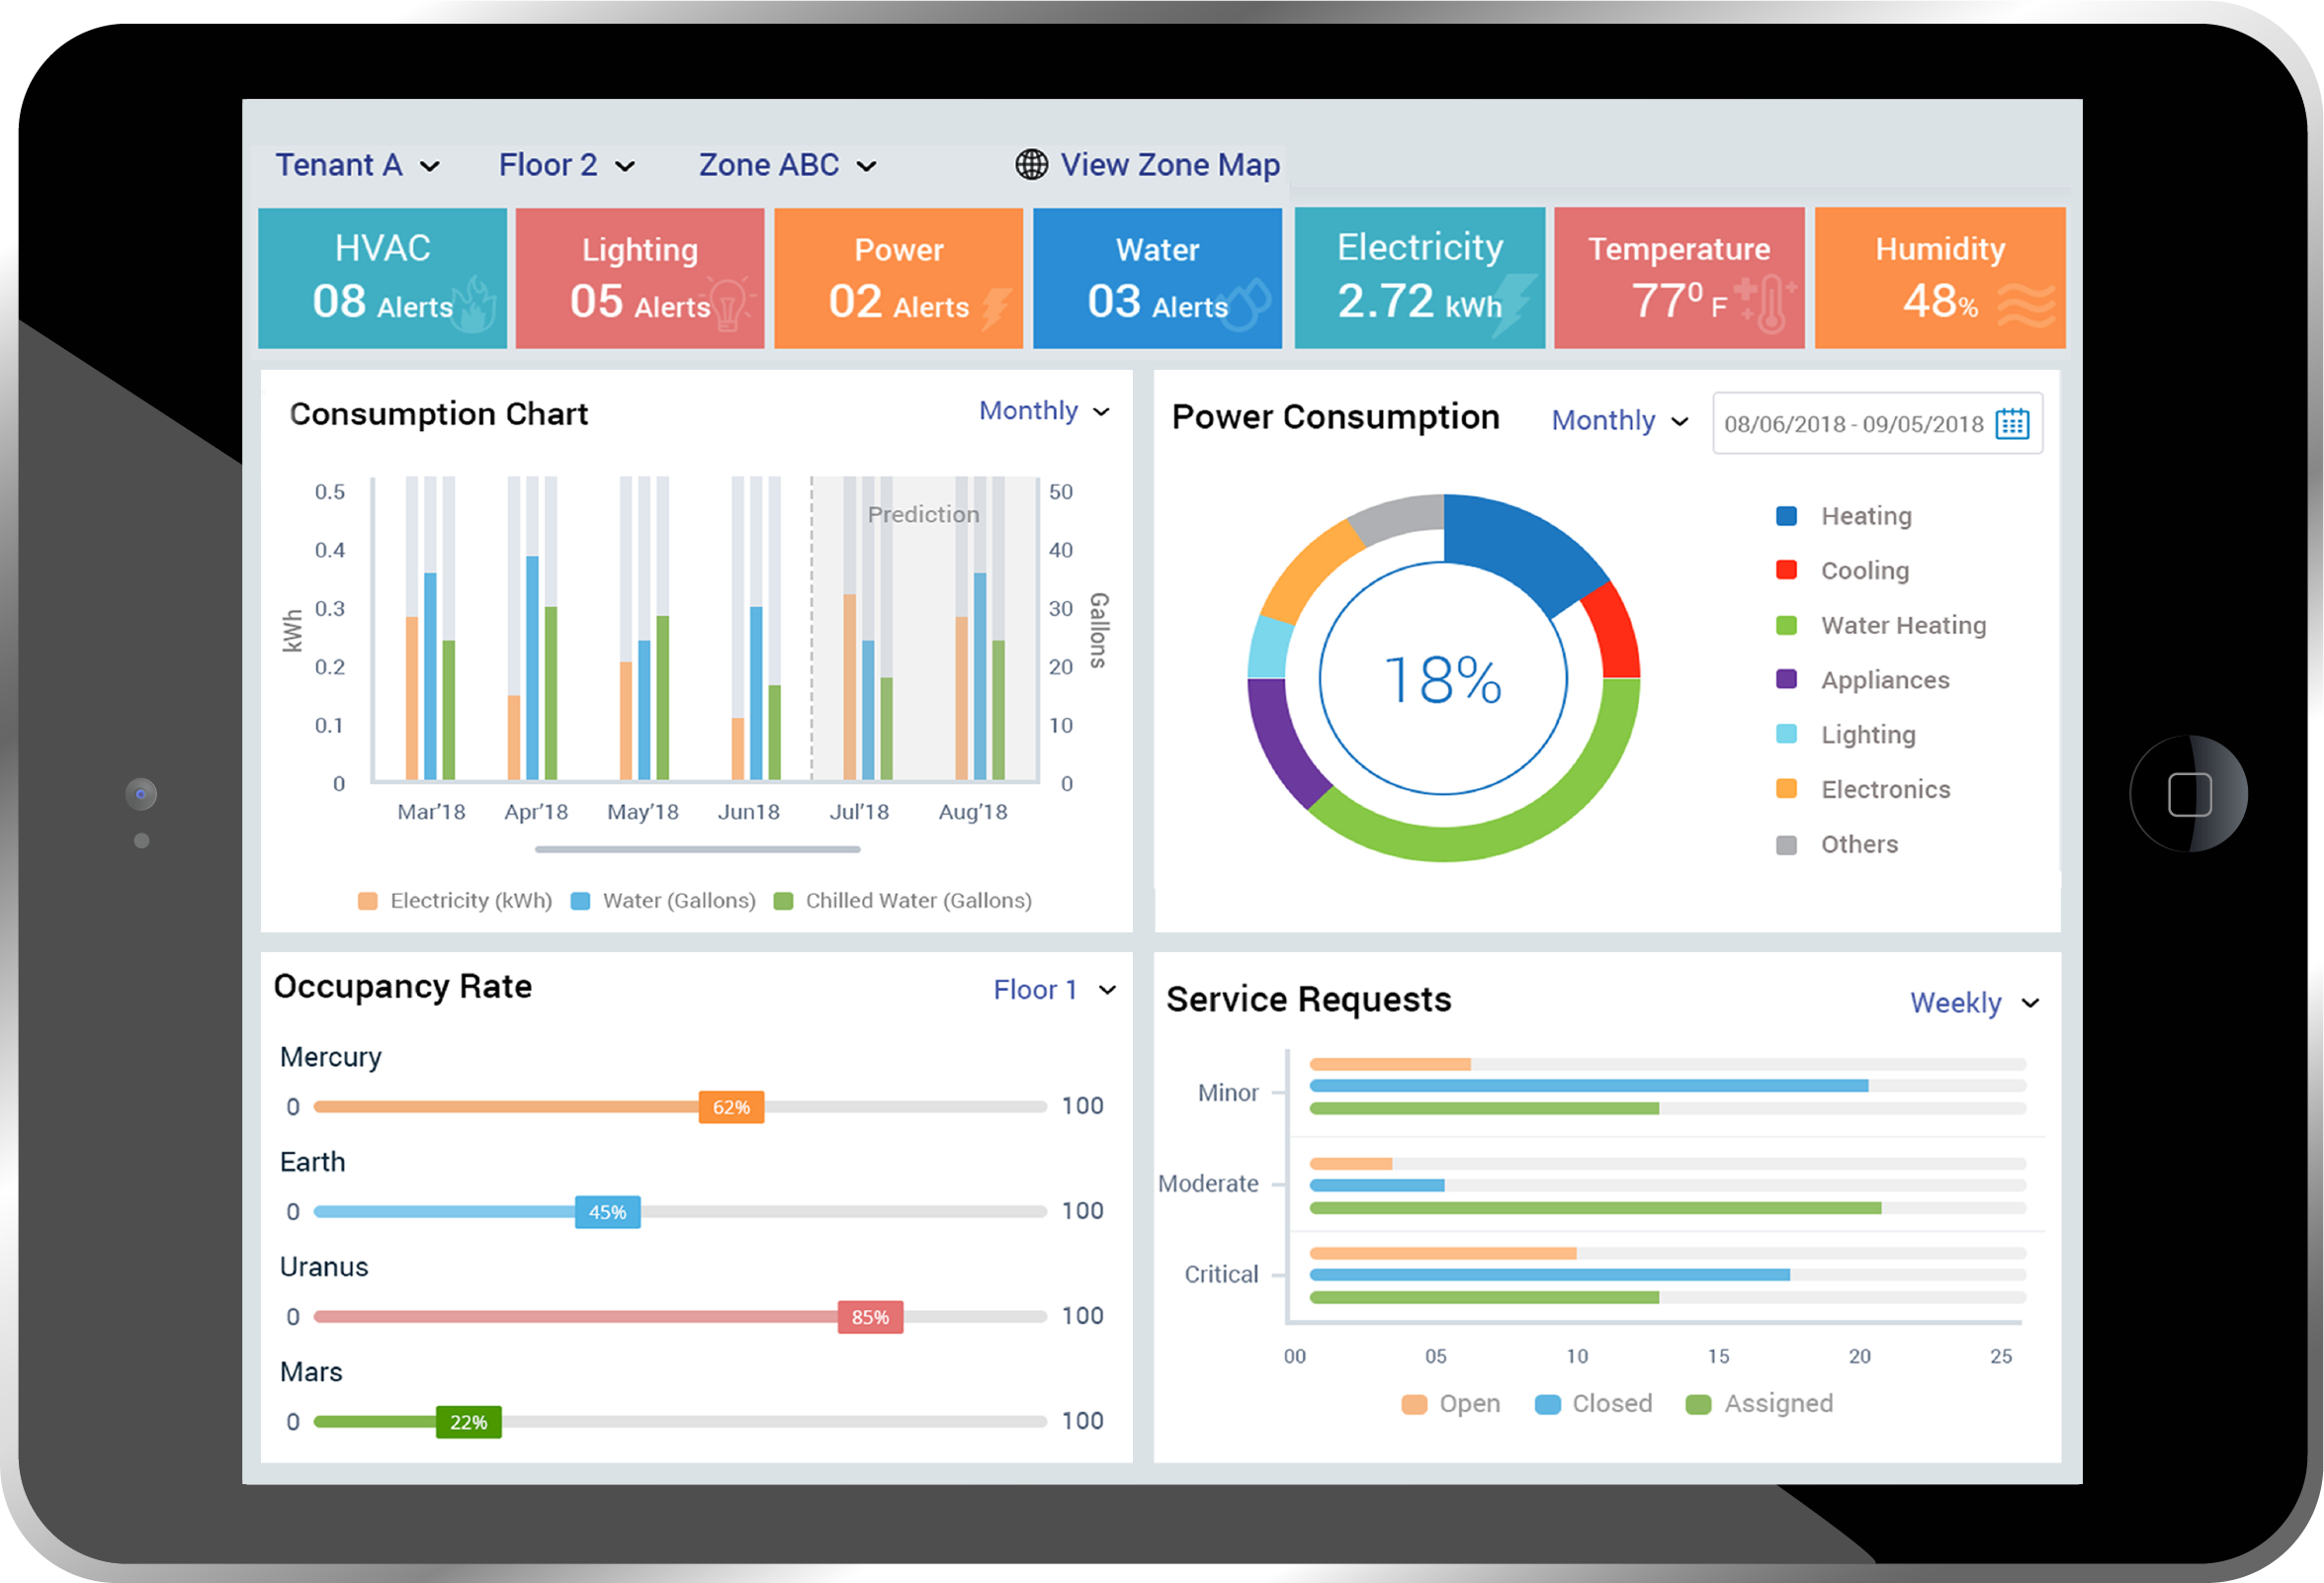 Tenant A
Floor 2
Zone ABC
View Zone Map
HVAC
08 Alerts
Lighting
05 Alerts
Power
02 Alerts
Water
03 Alerts
Electricity
2.72 kWh
Temperature
77⁰ F
Humidity
48%
Consumption Chart
Monthly
Prediction
kWh
0.5
0.4
0.3
0.2
0.1
0
50
40
30
20
10
0
Gallons
Mar'18
Apr'18
May'18
Jun18
Jul'18
Aug'18
Electricity (kWh)
Water (Gallons)
Chilled Water (Gallons)
Power Consumption
Monthly
08/06/2018 - 09/05/2018
18%
Heating
Cooling
Water Heating
Appliances
Lighting
Electronics
Others
Occupancy Rate
Floor 1
Mercury
0 62% 100
Earth
0 45% 100
Uranus
0 85% 100
Mars
0 22% 100
Service Requests
Weekly
Minor
Moderate
Critical
00 05 10 15 20 25
Open
Closed
Assigned